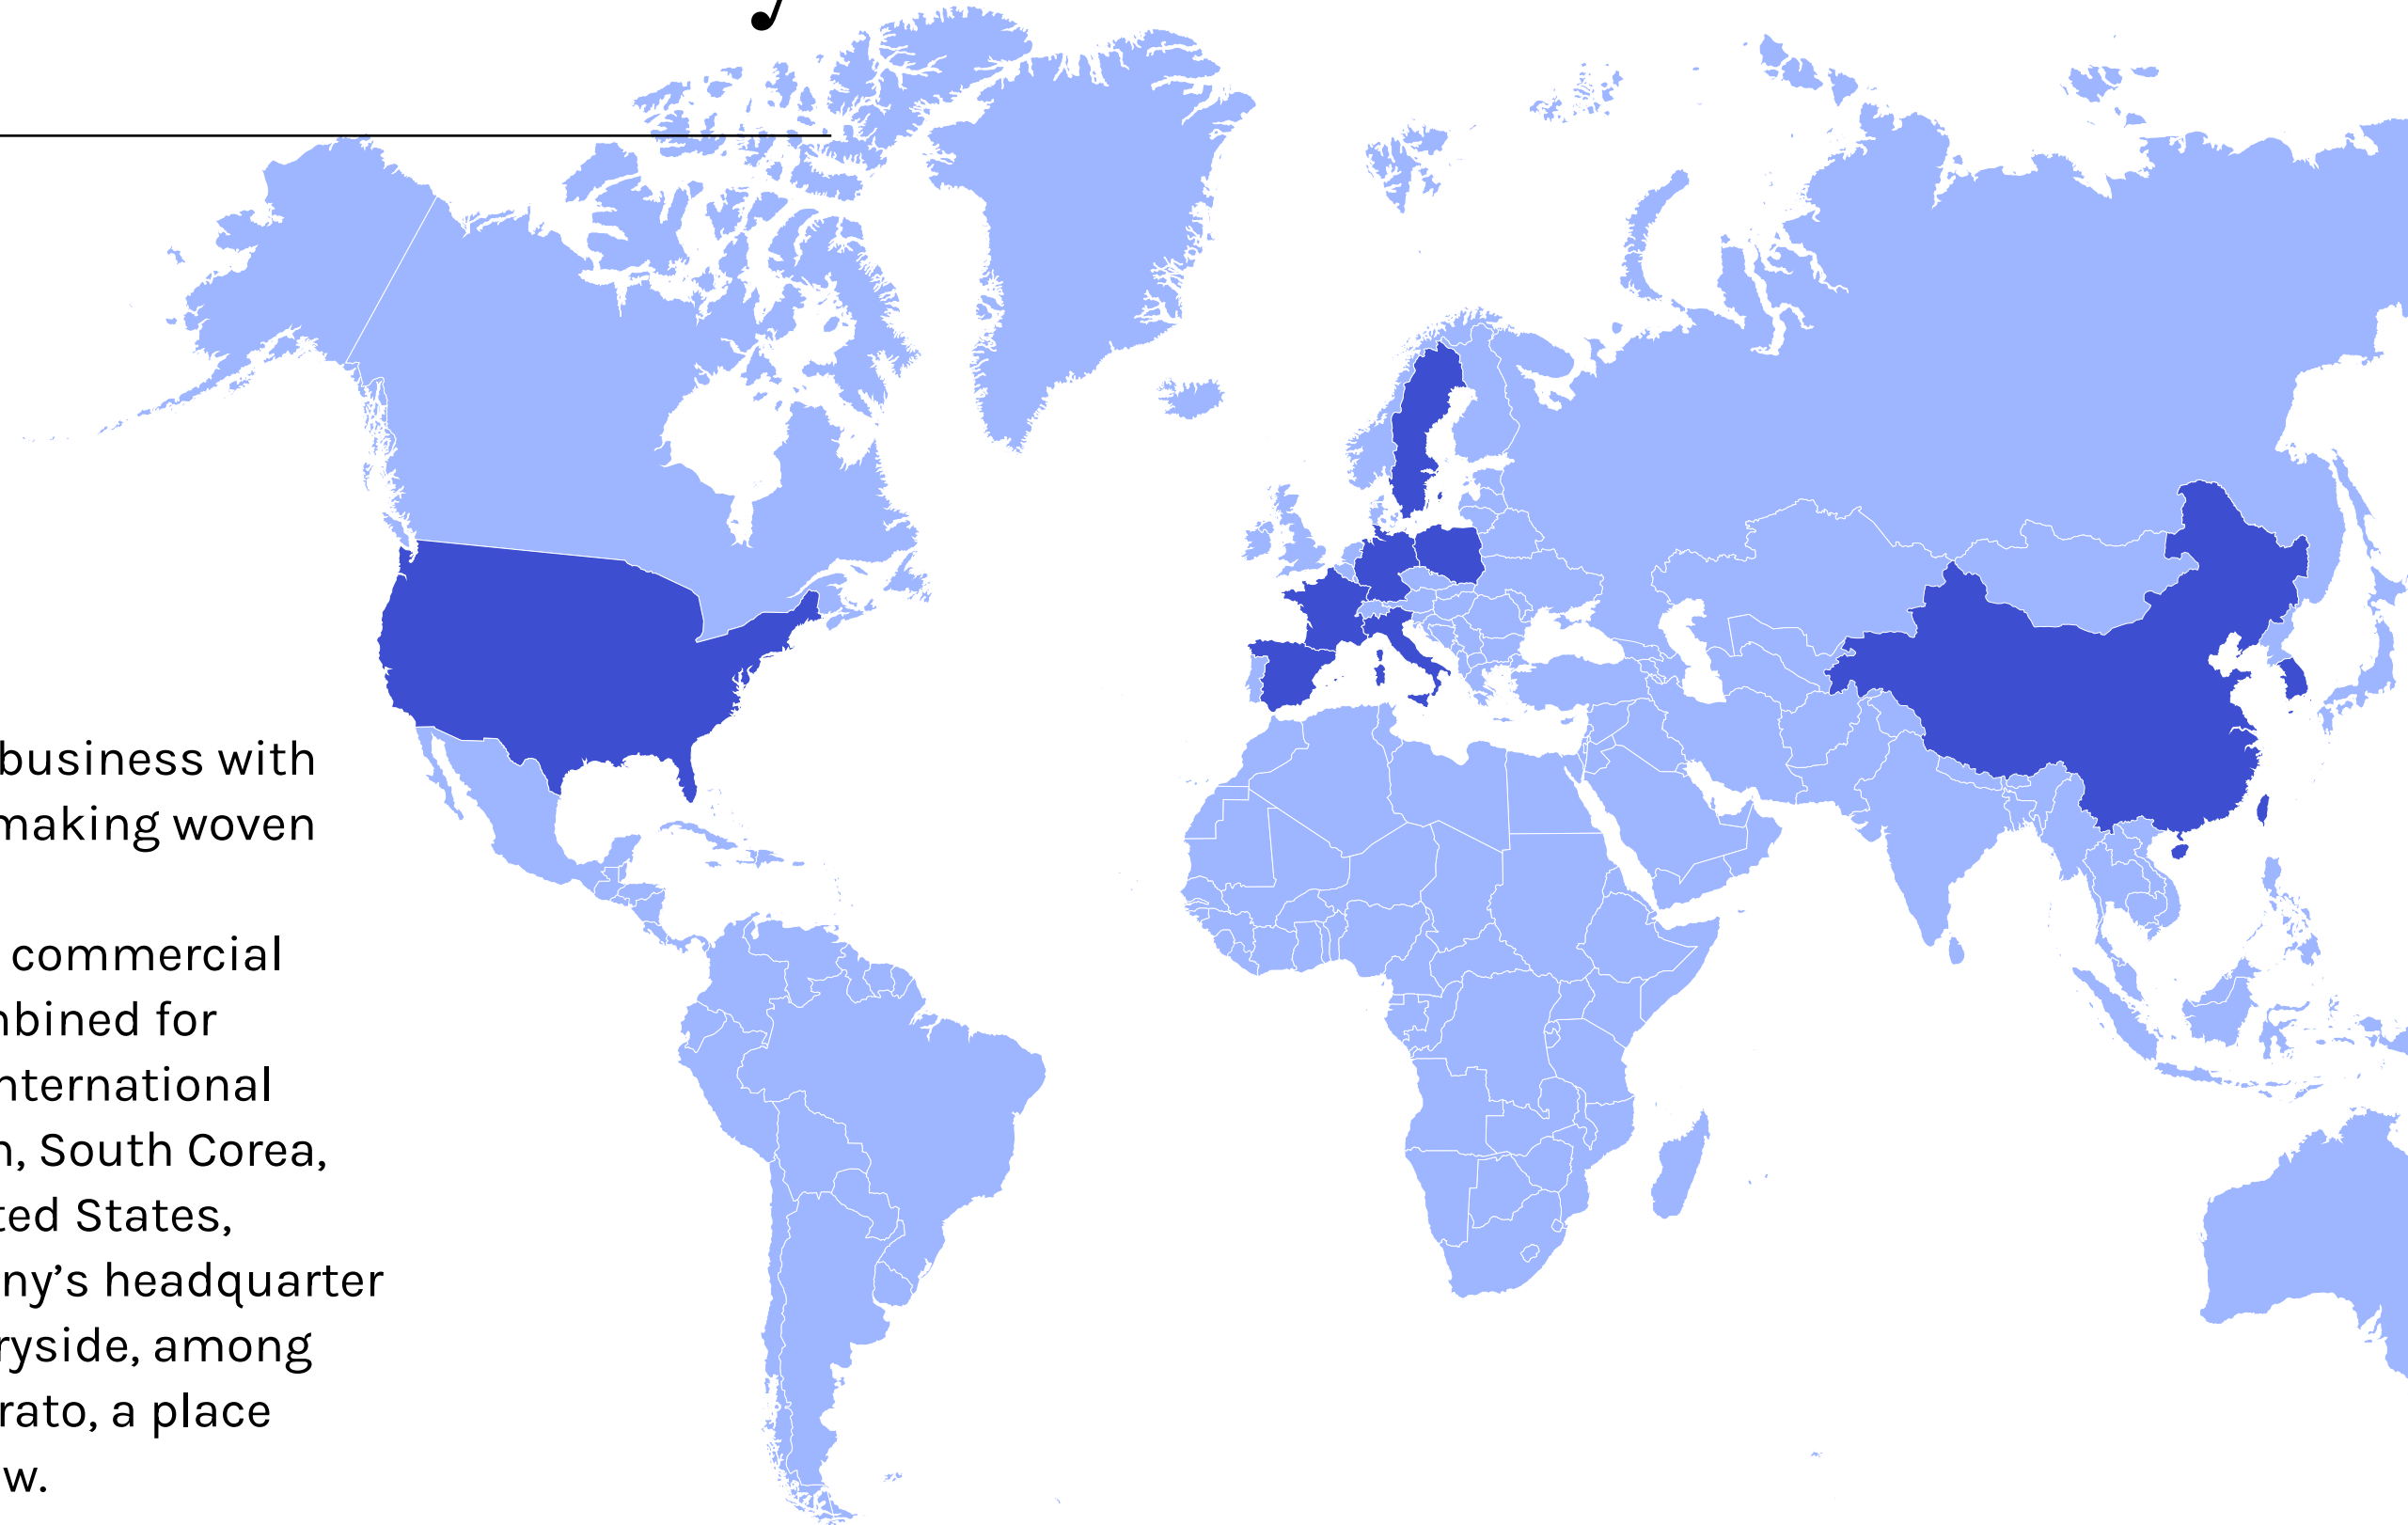 business with
making woven
commercial
nbined for
nternational
n, South Corea,
ted States,
ny's headquarter
ryside, among
rato, a place
w.